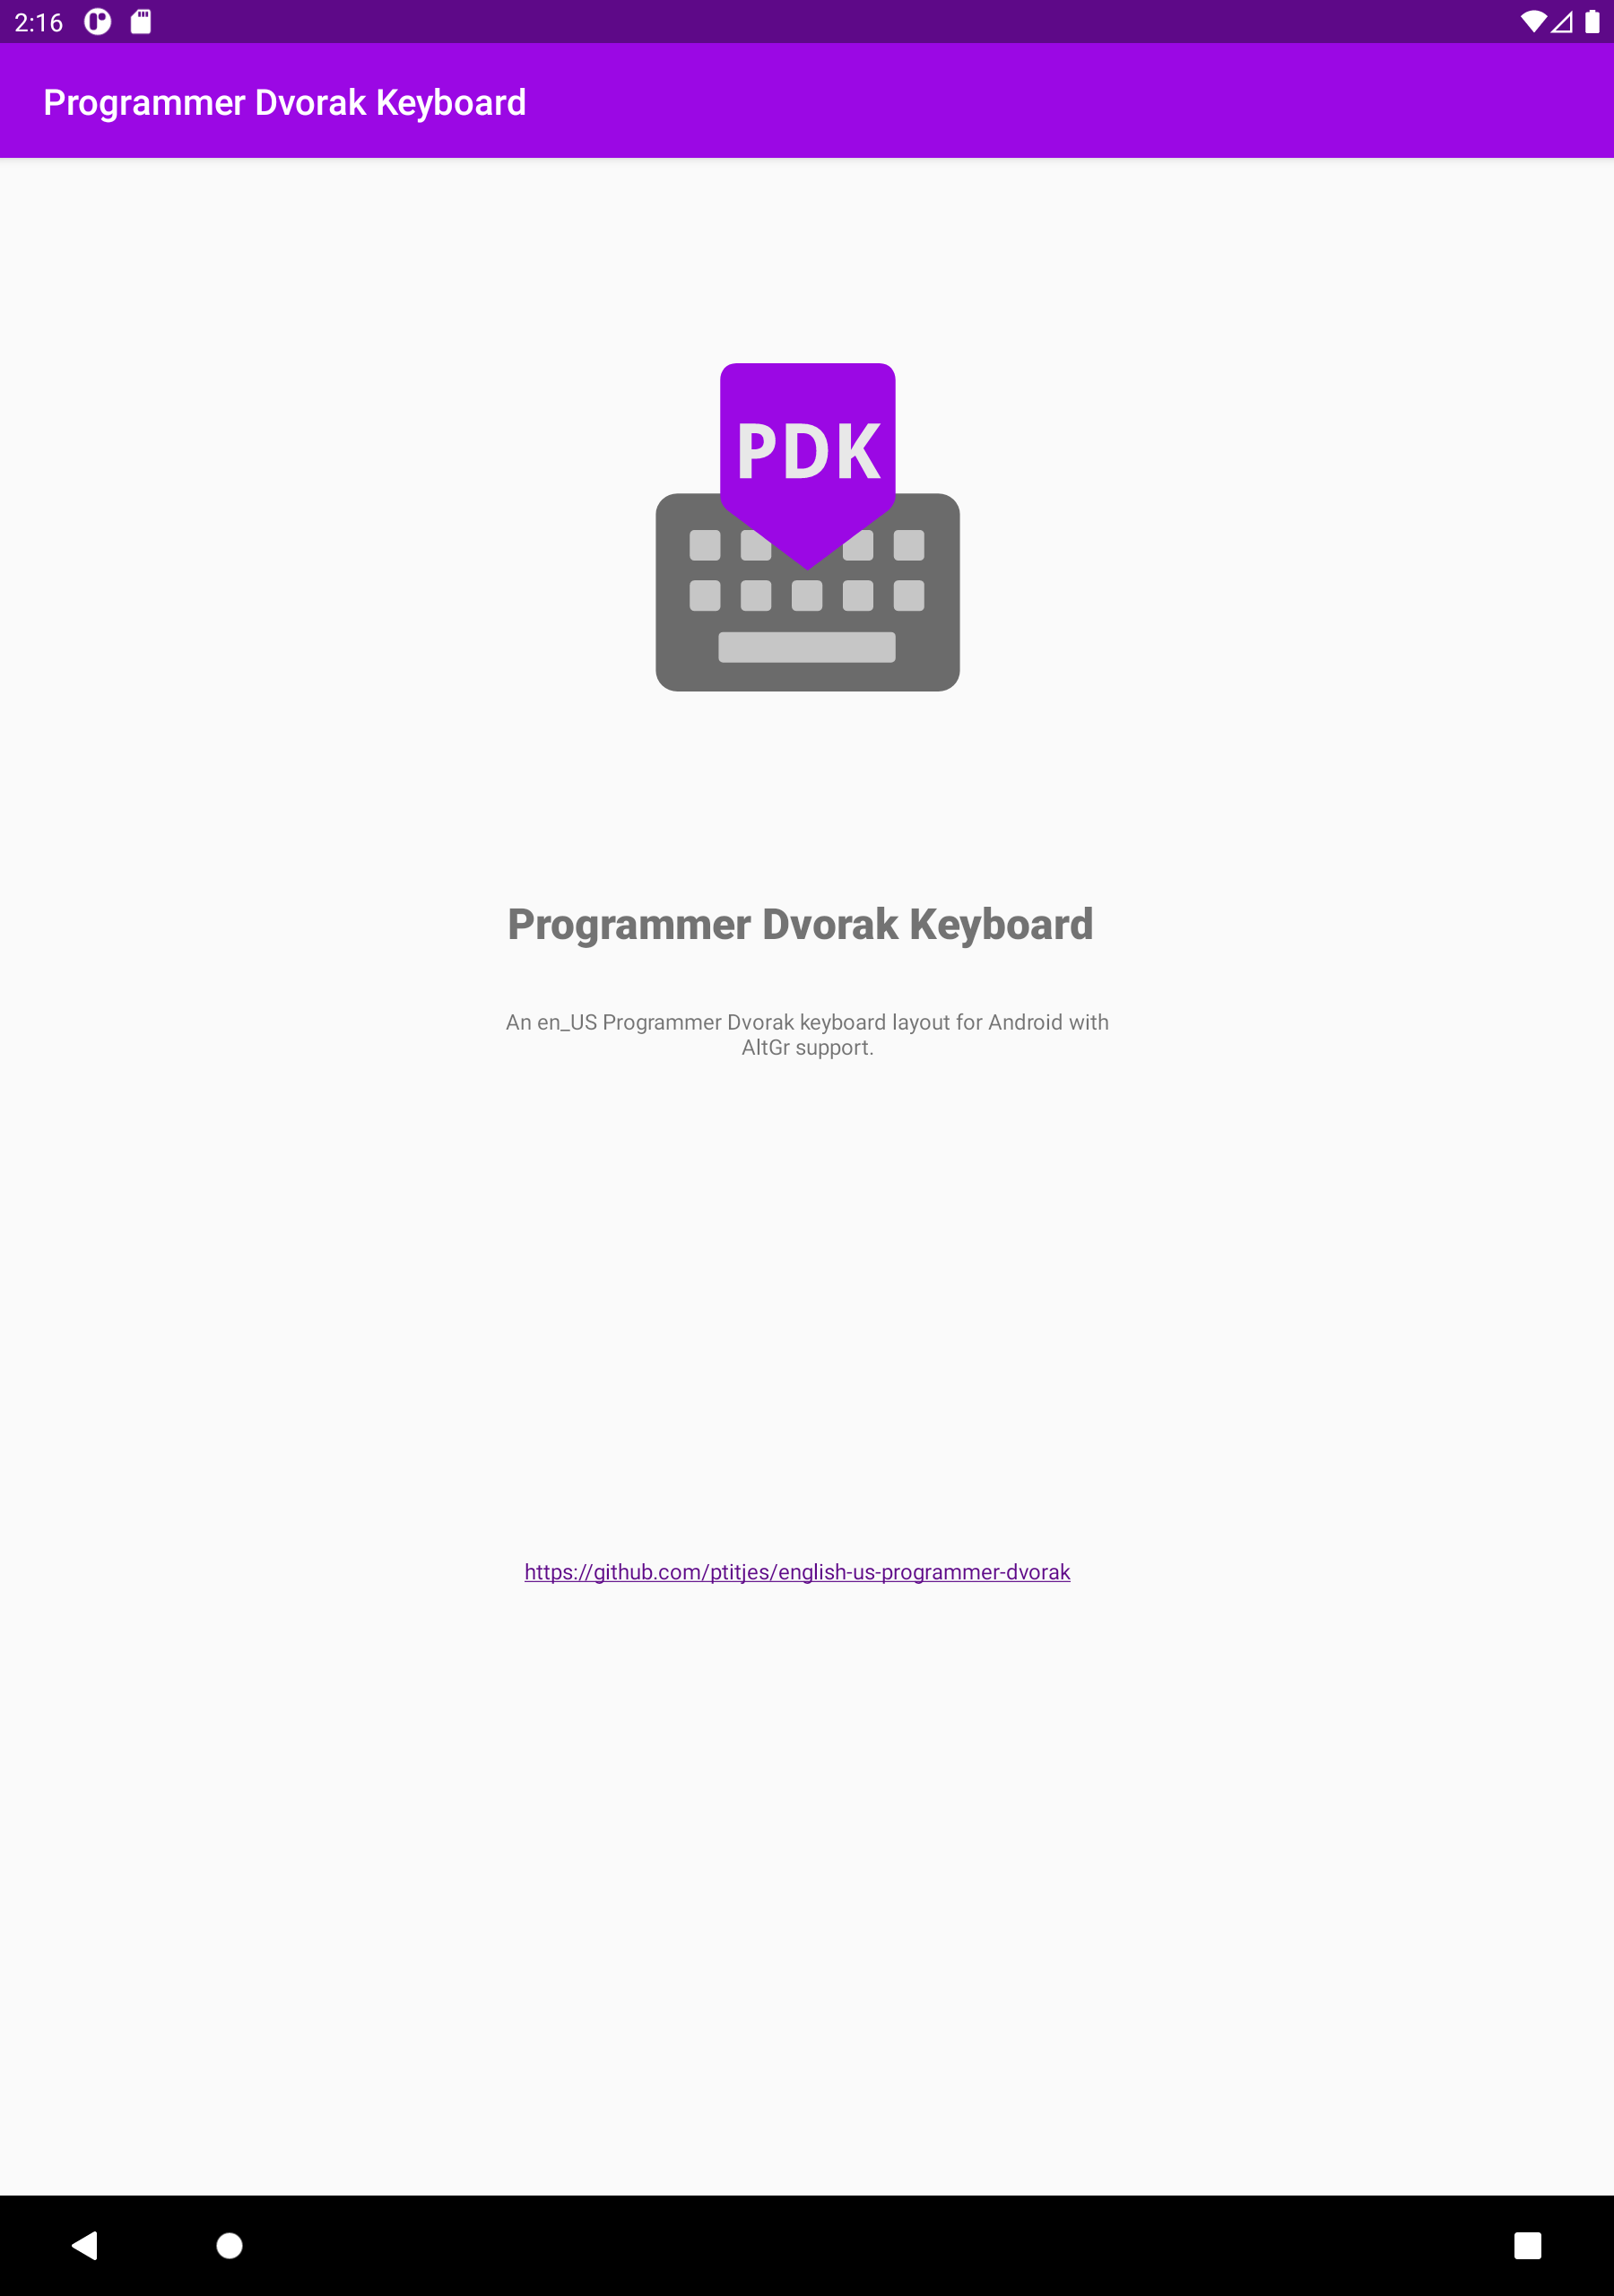 2:16
Programmer Dvorak Keyboard
PDK
Programmer Dvorak Keyboard
An en_US Programmer Dvorak keyboard layout for Android with
AltGr support.
https://github.com/ptitjes/english-us-programmer-dvorak